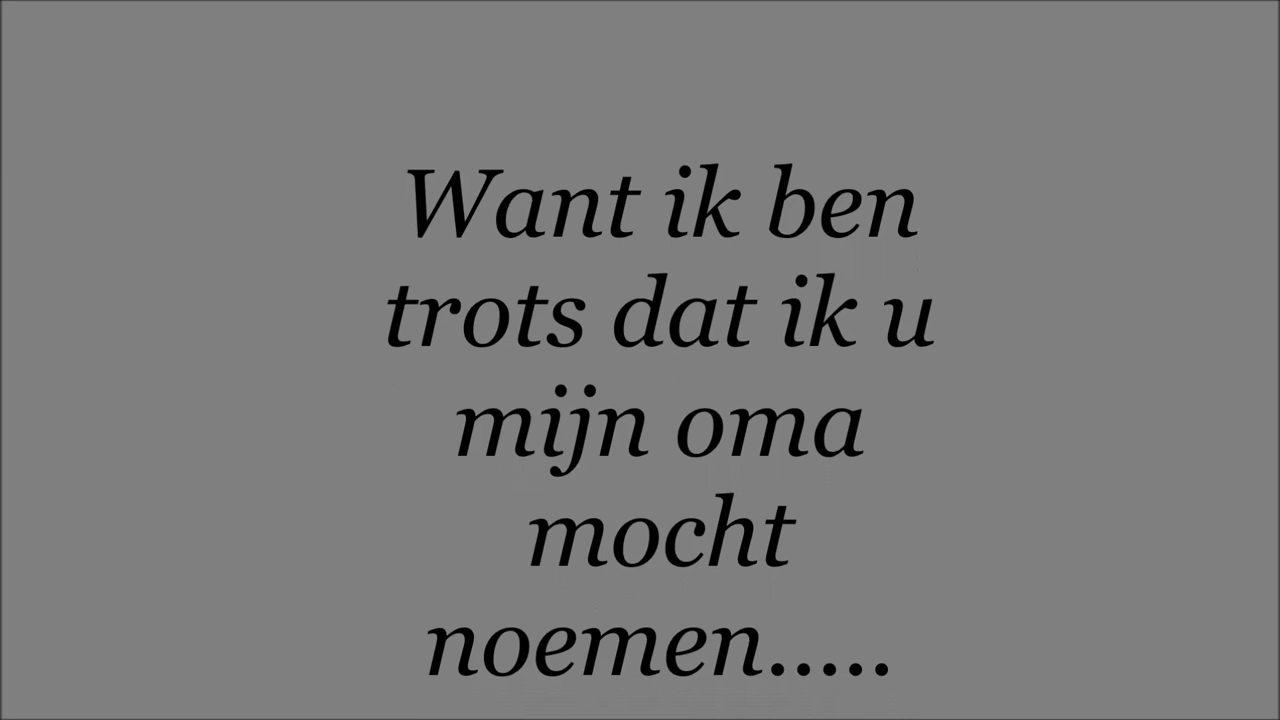 Want ik ben
trots dat ik u
mijn oma
mocht
noemen.....